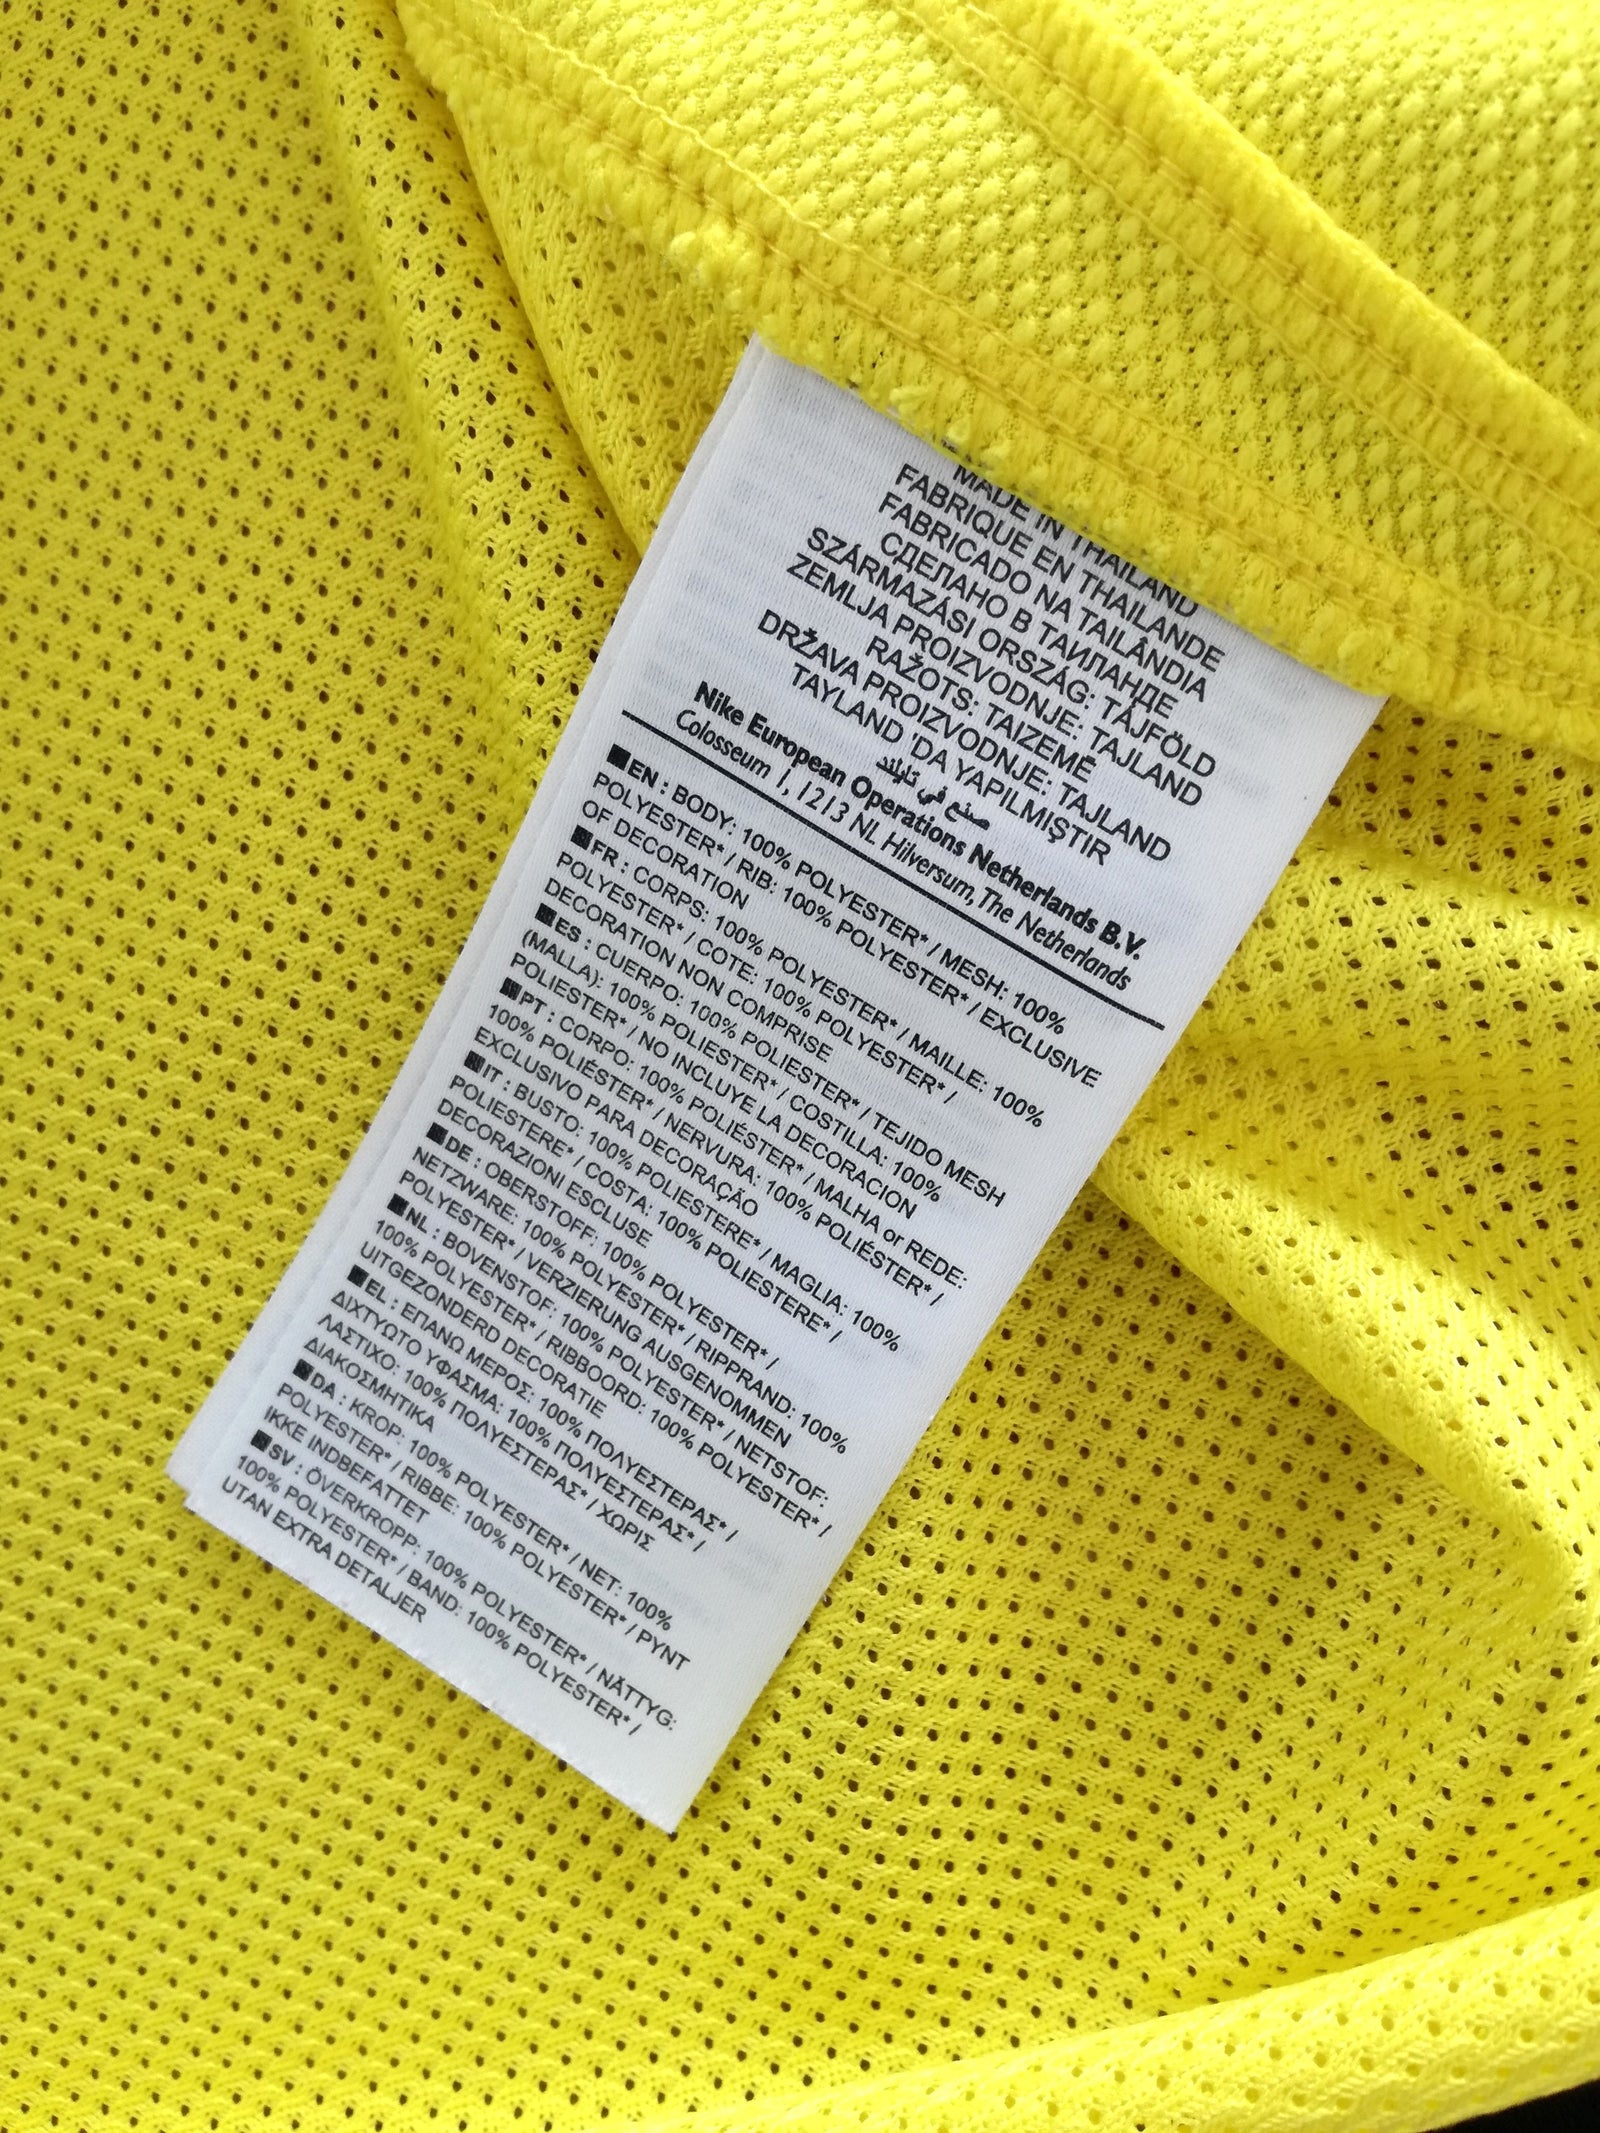 MADE IN THAILAND
FABRIQUE EN THAILANDE
FABRICADO NA TAILÂNDIA
СДЕЛАНО В ТАИЛАНДЕ
SZÁRMAZÁSI ORSZÁG: TÁJFÖLD
ZEMLJA PROIZVODNJE: TAJLAND
RAŽOTS: TAIZEMĒ
DRŽAVA PROIZVODNJE: TAJLAND
TAYLAND 'DA YAPILMIŞTIR
صنع في تايلند
Nike European Operations Netherlands B.V.
Colosseum 1, 1213 NL Hilversum, The Netherlands
■EN : BODY: 100% POLYESTER* / MESH: 100%
POLYESTER* / RIB: 100% POLYESTER* / EXCLUSIVE
OF DECORATION
■FR : CORPS: 100% POLYESTER* / MAILLE: 100%
POLYESTER* / COTE: 100% POLYESTER* /
DECORATION NON COMPRISE
■ES : CUERPO: 100% POLIESTER* / TEJIDO MESH
(MALLA): 100% POLIESTER* / COSTILLA: 100%
POLIESTER* / NO INCLUYE LA DECORACION
■PT : CORPO: 100% POLIÉSTER* / MALHA or REDE:
100% POLIÉSTER* / NERVURA: 100% POLIÉSTER* /
EXCLUSIVO PARA DECORAÇÃO
■IT : BUSTO: 100% POLIESTERE* / MAGLIA: 100%
POLIESTERE* / COSTA: 100% POLIESTERE* /
DECORAZIONI ESCLUSE
■DE : OBERSTOFF: 100% POLYESTER* /
NETZWARE: 100% POLYESTER* / RIPPRAND: 100%
POLYESTER* / VERZIERUNG AUSGENOMMEN
■NL : BOVENSTOF: 100% POLYESTER* / NETSTOF:
100% POLYESTER* / RIBBOORD: 100% POLYESTER* /
UITGEZONDERD DECORATIE
■EL : ΕΠΑΝΩ ΜΕΡΟΣ: 100% ΠΟΛΥΕΣΤΕΡΑΣ* /
ΔΙΧΤΥΩΤΟ ΥΦΑΣΜΑ: 100% ΠΟΛΥΕΣΤΕΡΑΣ* /
ΛΑΣΤΙΧΟ: 100% ΠΟΛΥΕΣΤΕΡΑΣ* / ΧΩΡΙΣ
ΔΙΑΚΟΣΜΗΤΙΚΑ
■DA : KROP: 100% POLYESTER* / NET: 100%
POLYESTER* / RIBBE: 100% POLYESTER* / PYNT
IKKE INDBEFATTET
■SV : ÖVERKROPP: 100% POLYESTER* / NÄTTYG:
100% POLYESTER* / BAND: 100% POLYESTER* /
UTAN EXTRA DETALJER